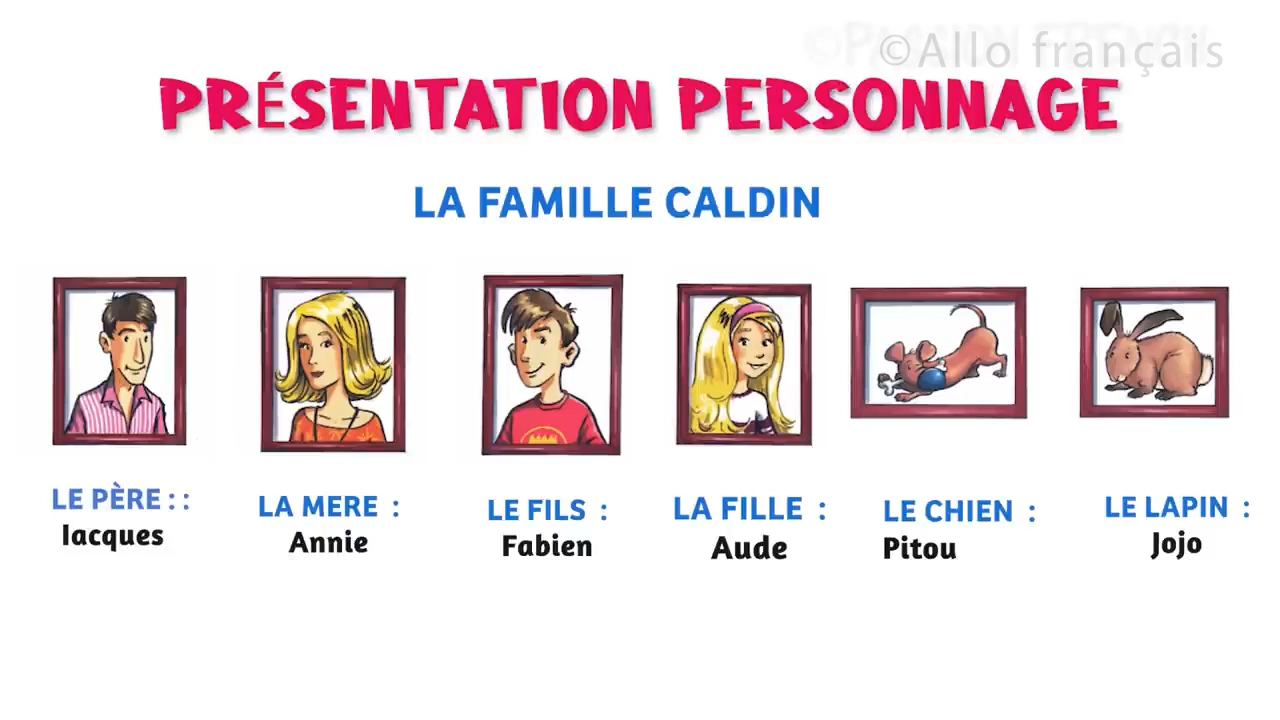 ©Allo français
PRÉSENTATION PERSONNAGE
LA FAMILLE CALDIN
LE PÈRE : :
Iacques
LA MERE :
Annie
LE FILS :
Fabien
LA FILLE :
Aude
LE CHIEN :
Pitou
LE LAPIN :
Jojo